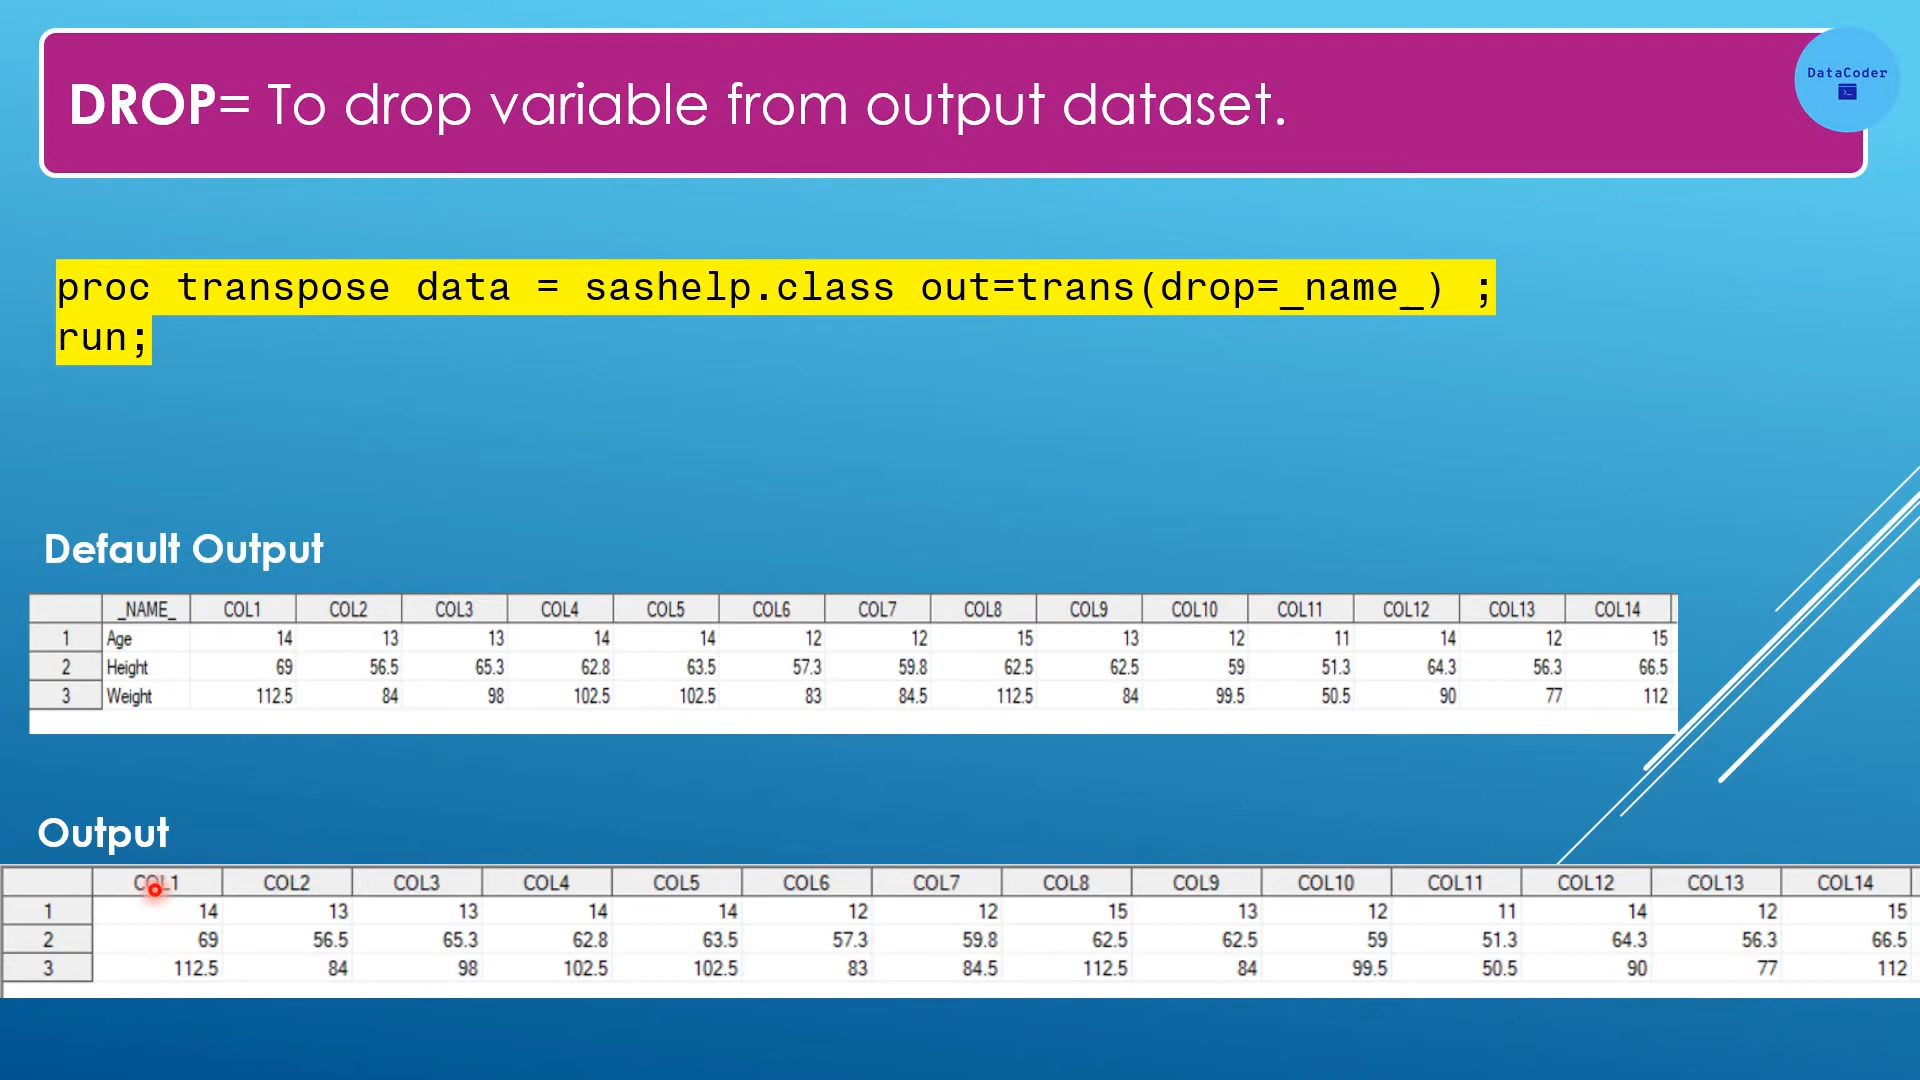 DROP= To drop variable from output dataset.
DataCoder
proc transpose data = sashelp.class out=trans(drop=_name_) ;
run;
Default Output
_NAME_ COL1 COL2 COL3 COL4 COL5 COL6 COL7 COL8 COL9 COL10 COL11 COL12 COL13 COL14
1 Age 14 13 13 14 14 12 12 15 13 12 11 14 12 15
2 Height 69 56.5 65.3 62.8 63.5 57.3 59.8 62.5 62.5 59 51.3 64.3 56.3 66.5
3 Weight 112.5 84 98 102.5 102.5 83 84.5 112.5 84 99.5 50.5 90 77 112
Output
COL1 COL2 COL3 COL4 COL5 COL6 COL7 COL8 COL9 COL10 COL11 COL12 COL13 COL14
1 14 13 13 14 14 12 12 15 13 12 11 14 12 15
2 69 56.5 65.3 62.8 63.5 57.3 59.8 62.5 62.5 59 51.3 64.3 56.3 66.5
3 112.5 84 98 102.5 102.5 83 84.5 112.5 84 99.5 50.5 90 77 112